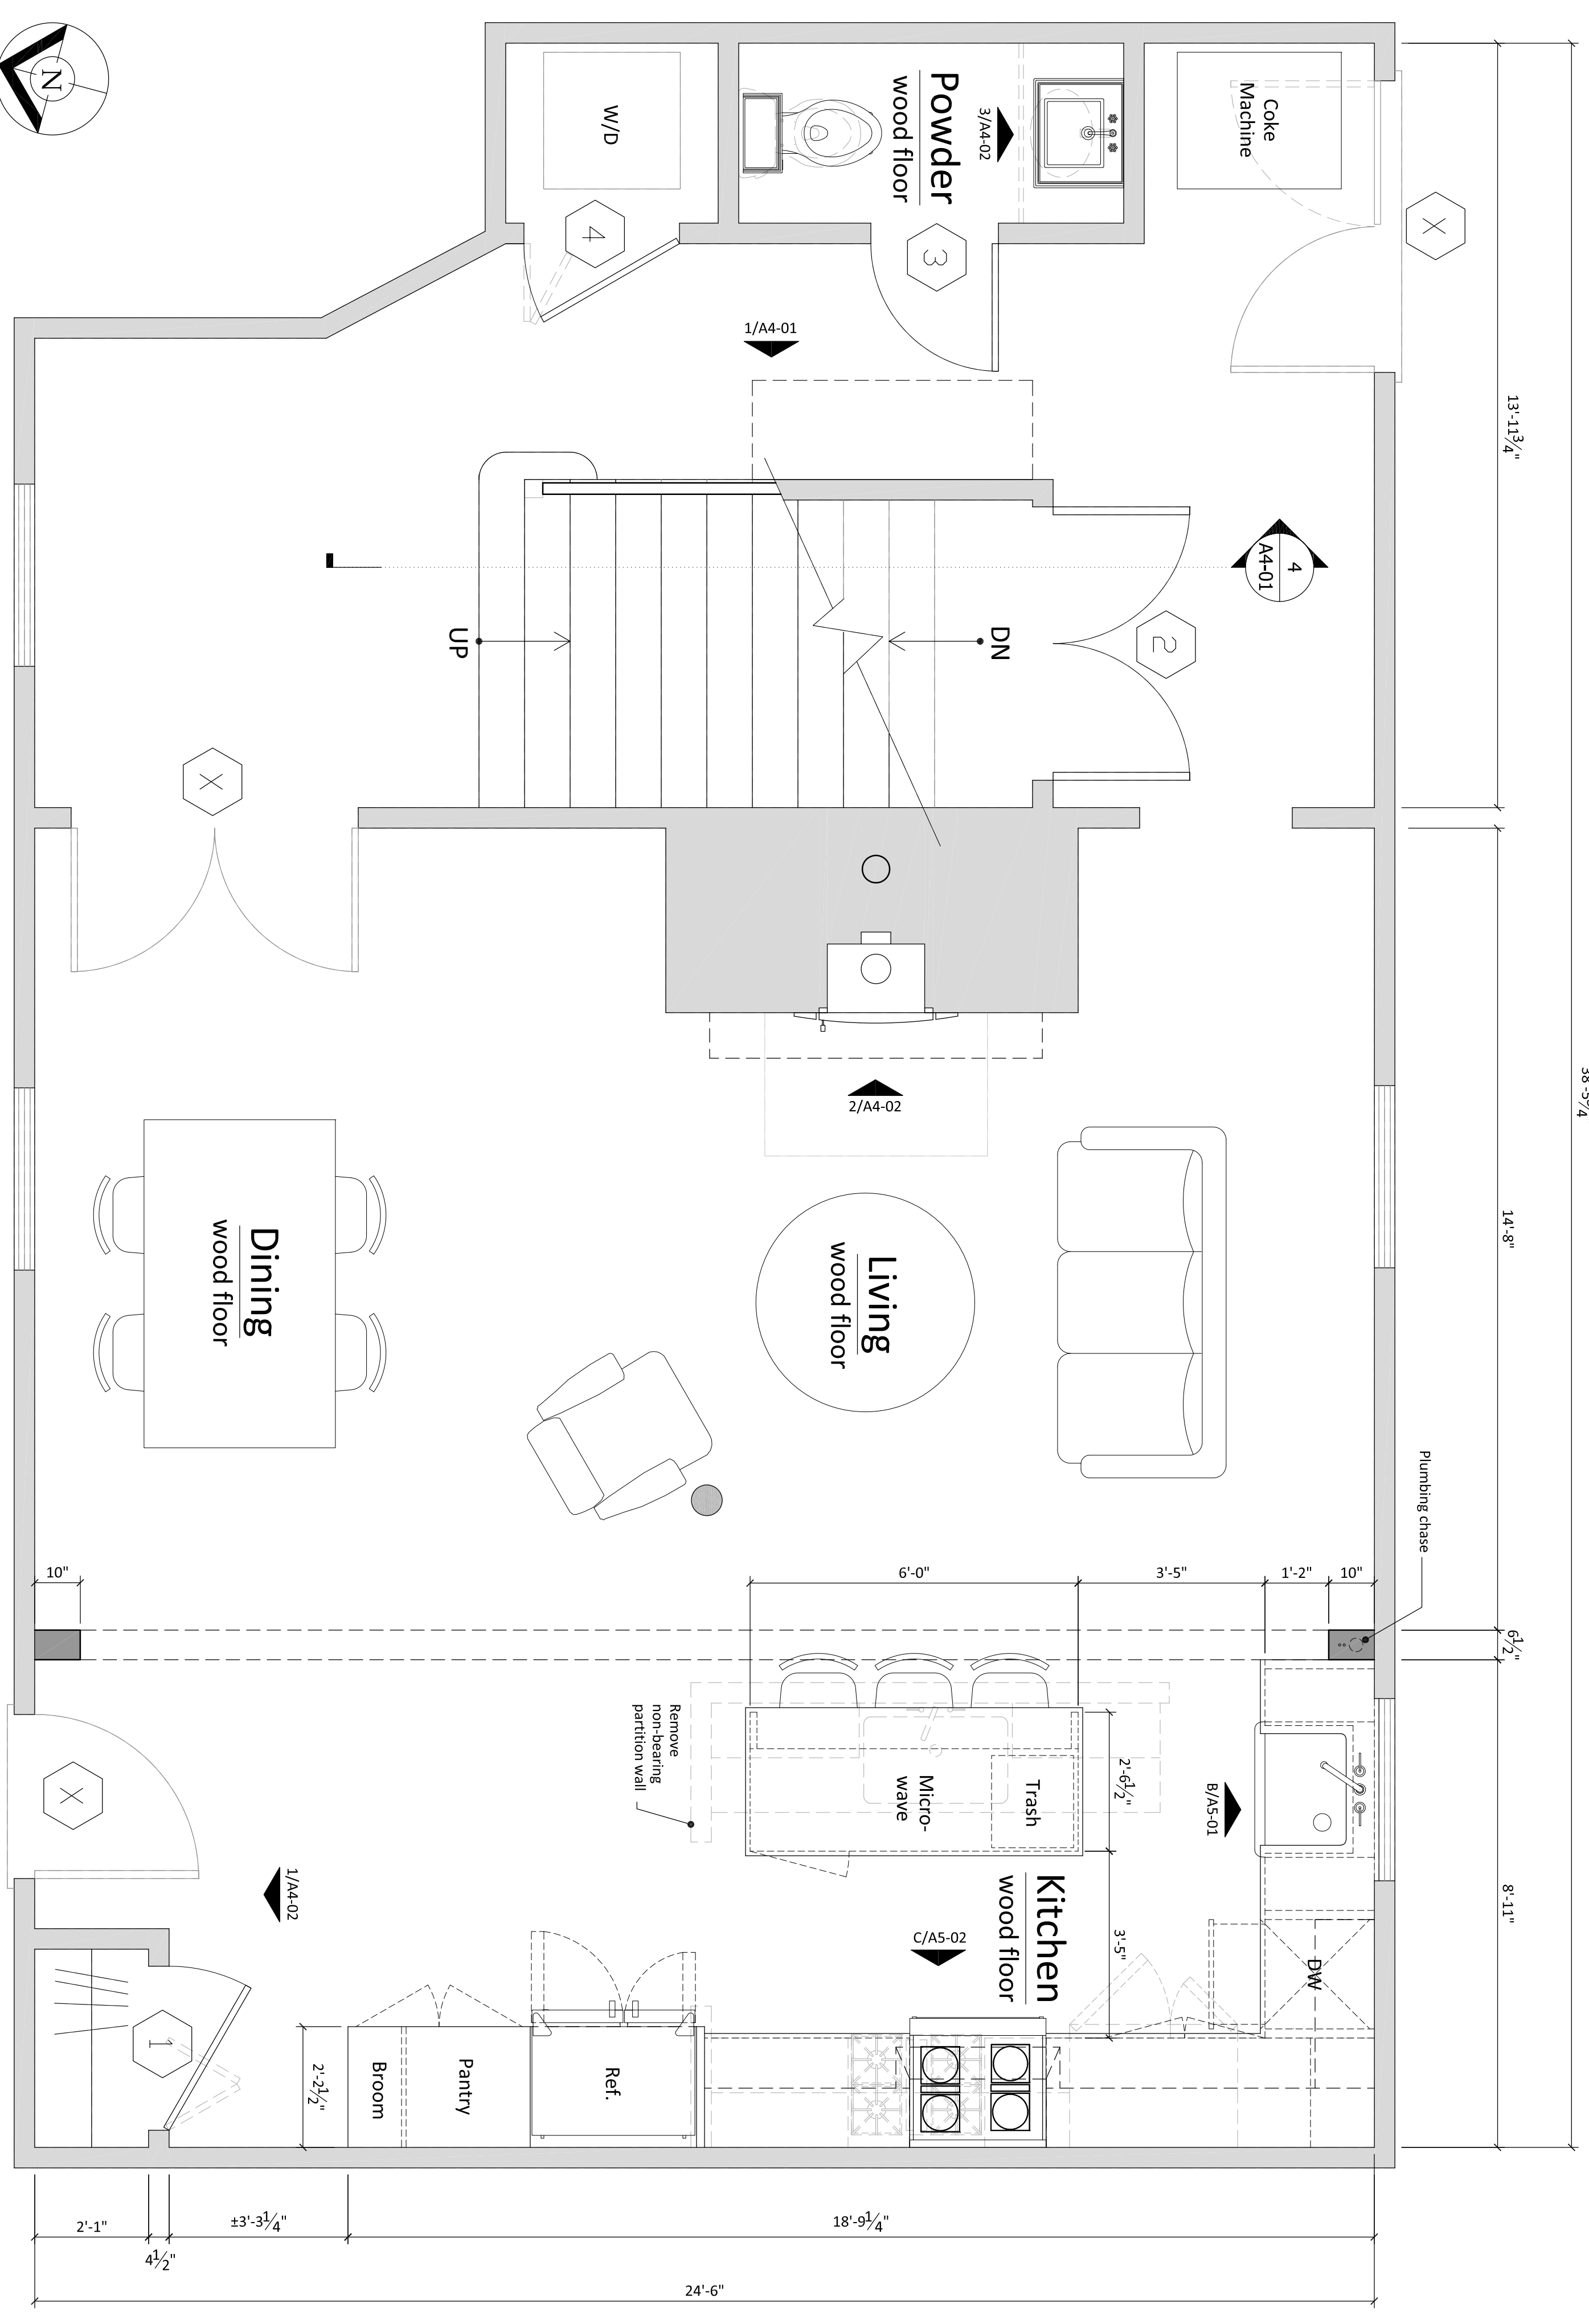 N
W/D
4
Powder
wood floor
3/A4-02
3
Coke
Machine
X
1/A4-01
13'-11 3/4"
4
A4-01
2
UP
DN
X
2/A4-02
14'-8"
Dining
wood floor
Living
wood floor
Plumbing chase
10"
6'-0"
3'-5"
1'-2"
10"
6 1/2"
Remove
non-bearing
partition wall
Micro-
wave
Trash
2'-6 1/2"
B/A5-01
X
1/A4-02
Kitchen
wood floor
C/A5-02
3'-5"
8'-11"
DW
1
2'-2 1/2"
Broom
Pantry
Ref.
2'-1"
4 1/2"
±3'-3 1/4"
18'-9 1/4"
24'-6"